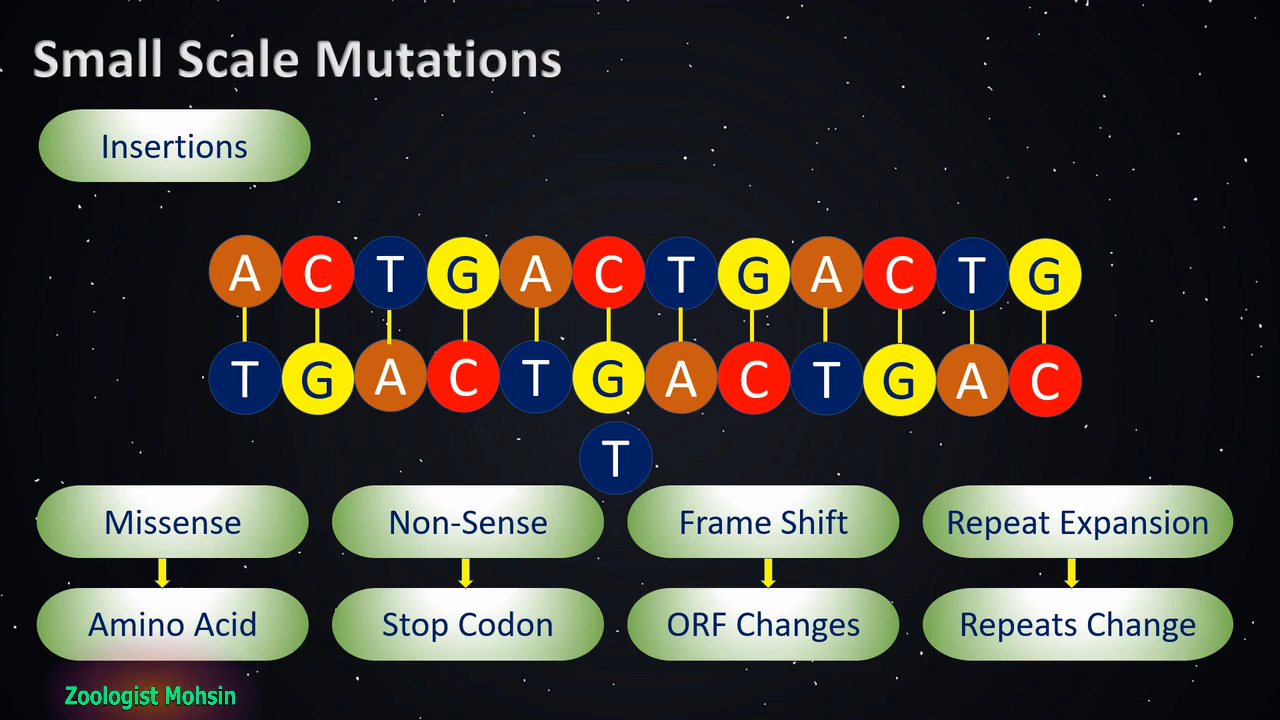 Small Scale Mutations
Insertions
A C T G A C T G A C T G
T G A C T G A C T G A C
T
Missense Non-Sense Frame Shift Repeat Expansion
Amino Acid Stop Codon ORF Changes Repeats Change
Zoologist Mohsin